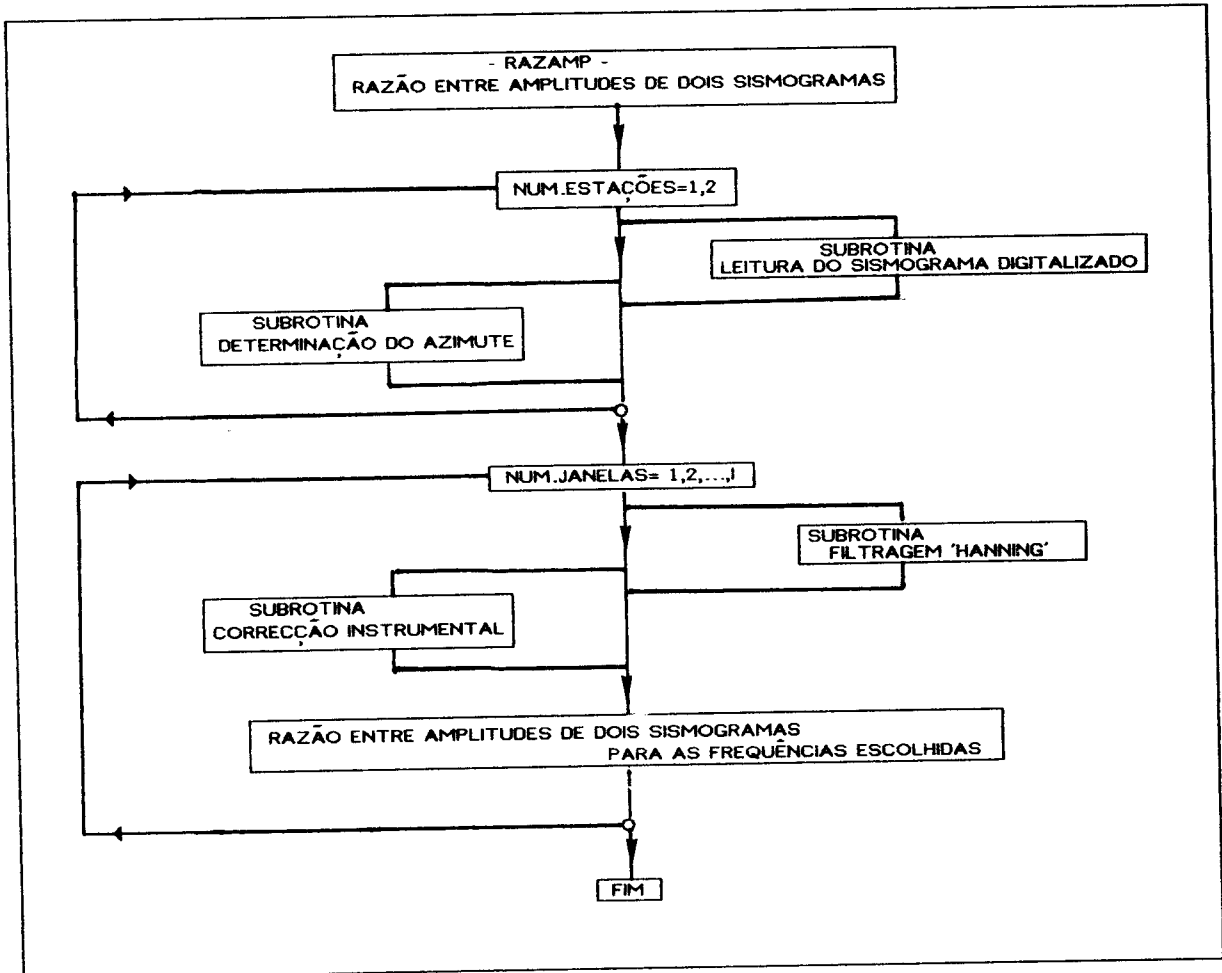 - RAZAMP -
RAZÃO ENTRE AMPLITUDES DE DOIS SISMOGRAMAS
NUM.ESTAÇÕES=1,2
SUBROTINA
LEITURA DO SISMOGRAMA DIGITALIZADO
SUBROTINA
DETERMINAÇÃO DO AZIMUTE
NUM.JANELAS= 1,2,...,I
SUBROTINA
FILTRAGEM 'HANNING'
SUBROTINA
CORRECÇÃO INSTRUMENTAL
RAZÃO ENTRE AMPLITUDES DE DOIS SISMOGRAMAS
PARA AS FREQUÊNCIAS ESCOLHIDAS
FIM